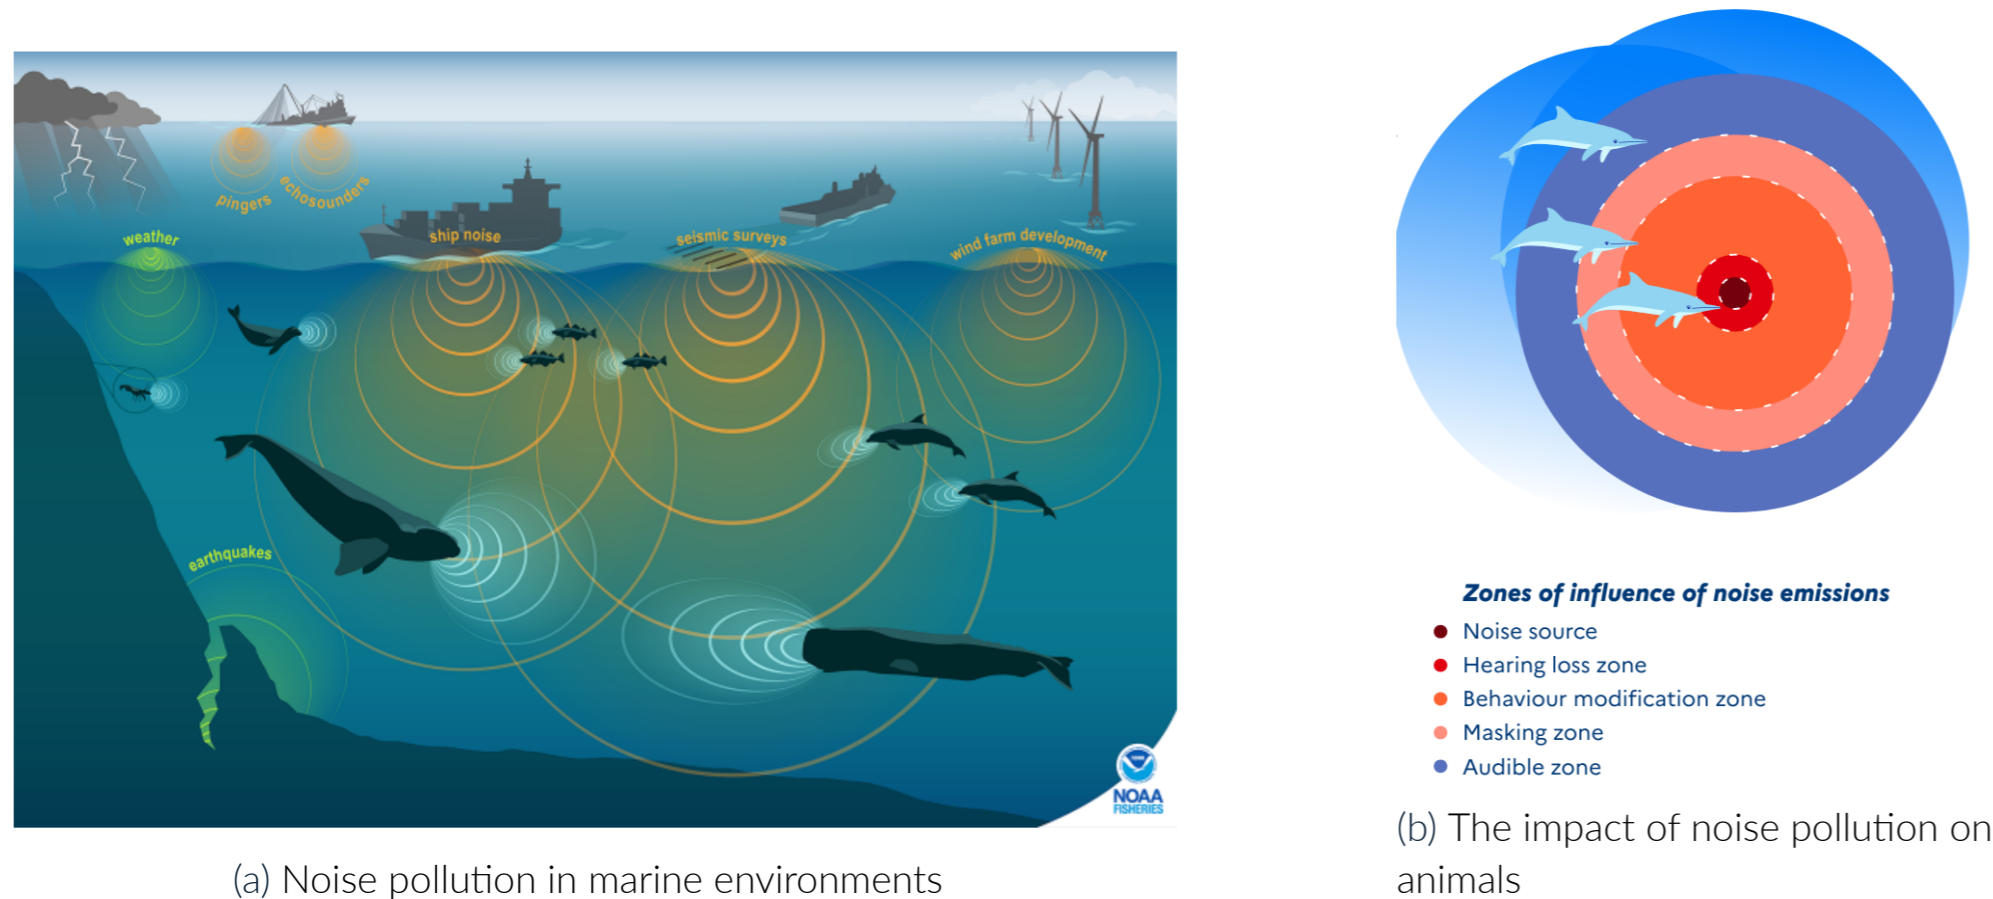 pingers
echosounders
weather
ship noise
seismic surveys
wind farm development
earthquakes
NOAA
FISHERIES
(a) Noise pollution in marine environments
Zones of influence of noise emissions
Noise source
Hearing loss zone
Behaviour modification zone
Masking zone
Audible zone
(b) The impact of noise pollution on
animals